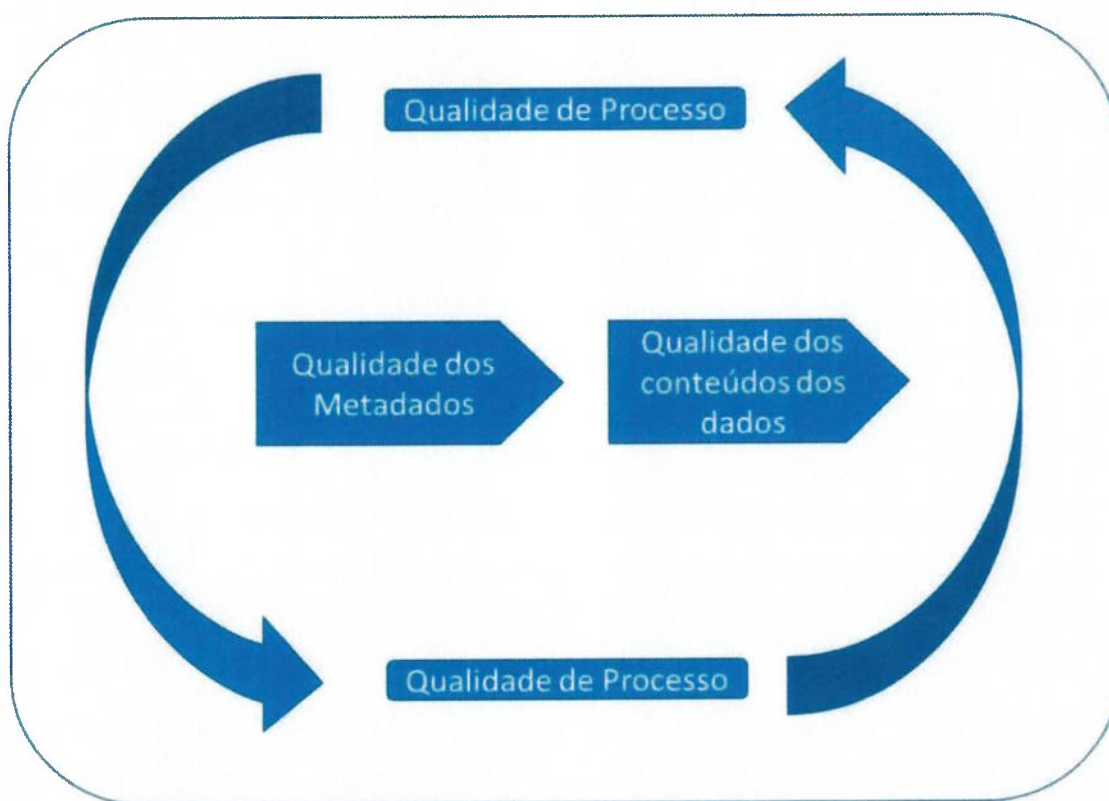 Qualidade de Processo
Qualidade dos
Metadados
Qualidade dos
conteúdos dos
dados
Qualidade de Processo